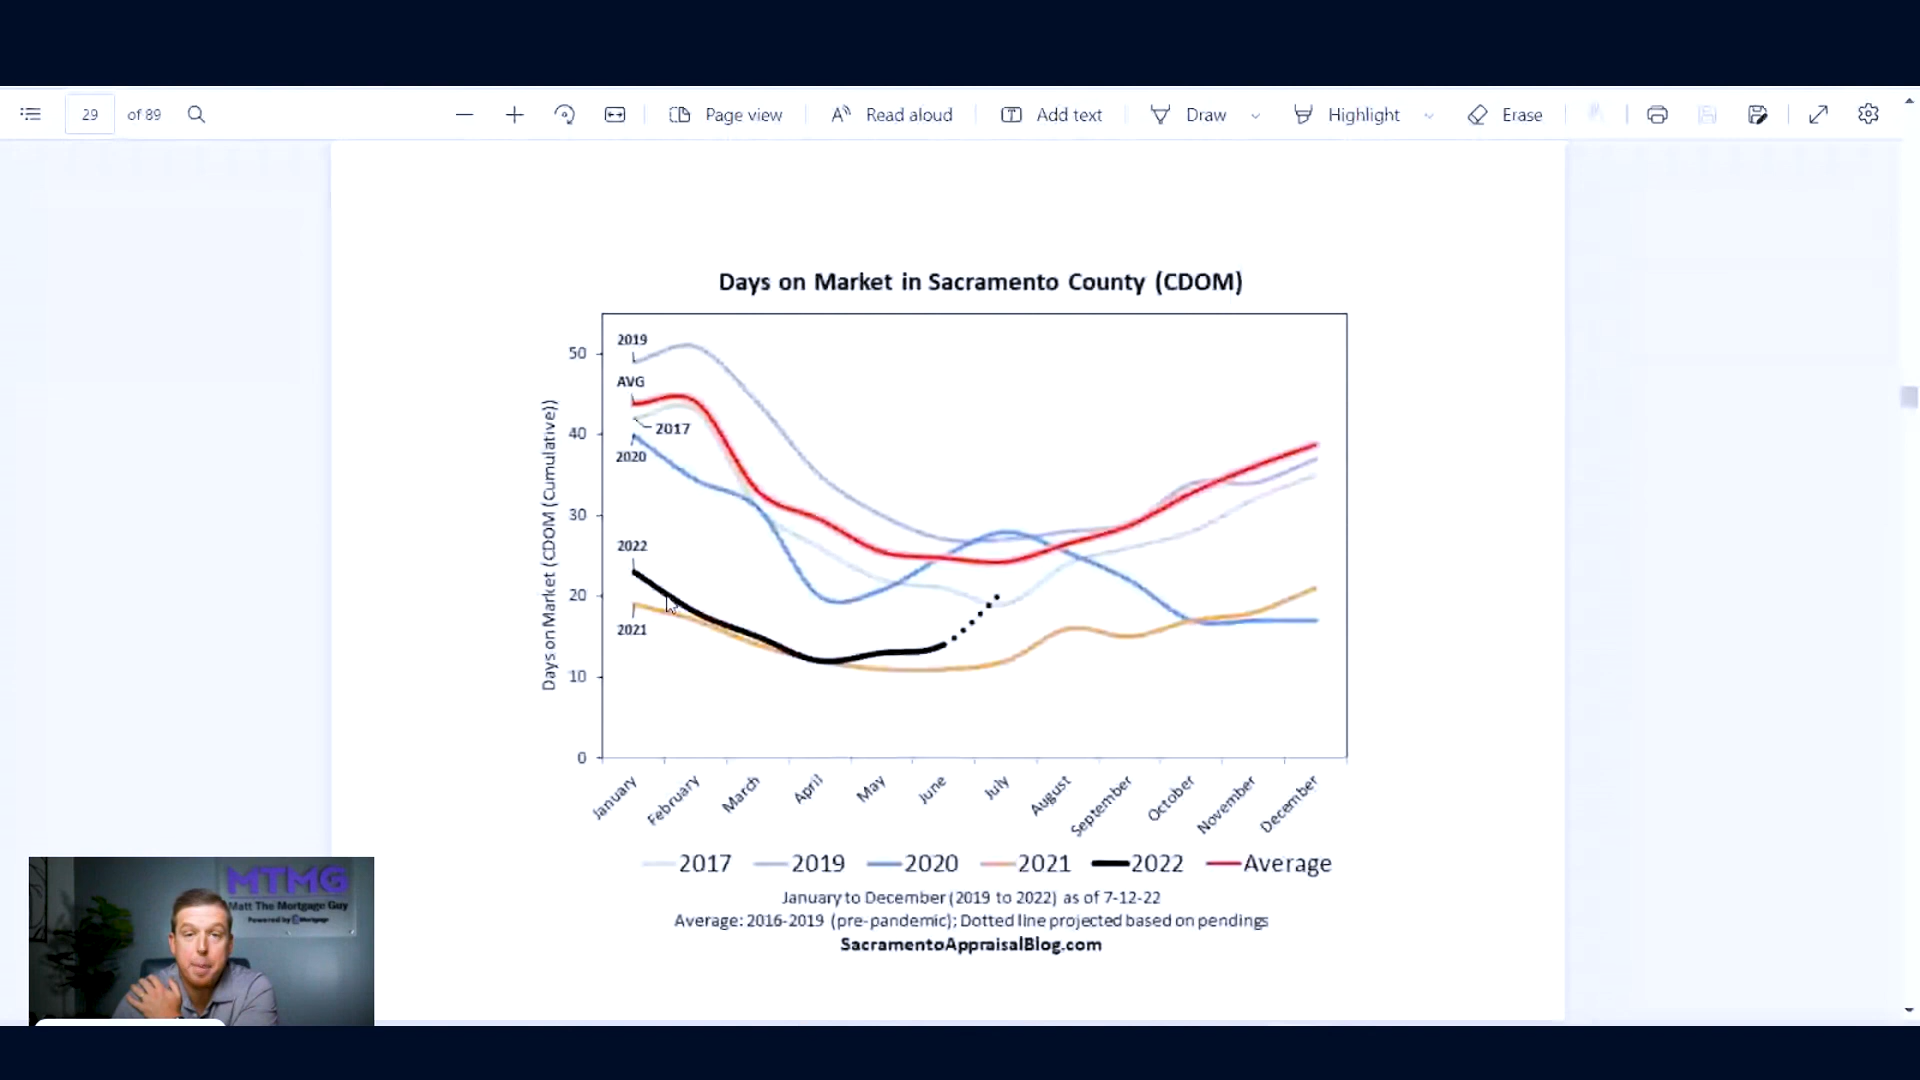 29 of 89 Page view Read aloud Add text Draw Highlight Erase
Days on Market in Sacramento County (CDOM)
Days on Market (CDOM (Cumulative))
50
40
30
20
10
0
2019
AVG
2017
2020
2022
2021
January February March April May June July August September October November December
2017 2019 2020 2021 2022 Average
January to December (2019 to 2022) as of 7-12-22
Average: 2016-2019 (pre-pandemic); Dotted line projected based on pendings
SacramentoAppraisalBlog.com
MTMG
Matt The Mortgage Guy
Powered by Mortgage